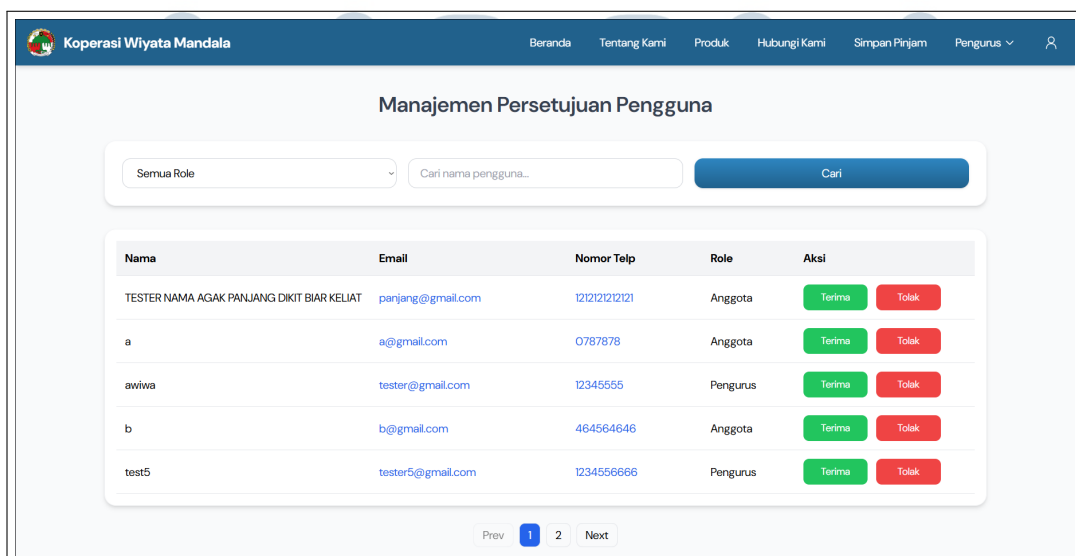 Koperasi Wiyata Mandala Beranda Tentang Kami Produk Hubungi Kami Simpan Pinjam Pengurus
Manajemen Persetujuan Pengguna
Semua Role Cari nama pengguna... Cari
Nama Email Nomor Telp Role Aksi
TESTER NAMA AGAK PANJANG DIKIT BIAR KELIAT panjang@gmail.com 1212121212121 Anggota Terima Tolak
a a@gmail.com 0787878 Anggota Terima Tolak
awiwa tester@gmail.com 12345555 Pengurus Terima Tolak
b b@gmail.com 464564646 Anggota Terima Tolak
test5 tester5@gmail.com 1234556666 Pengurus Terima Tolak
Prev 1 2 Next